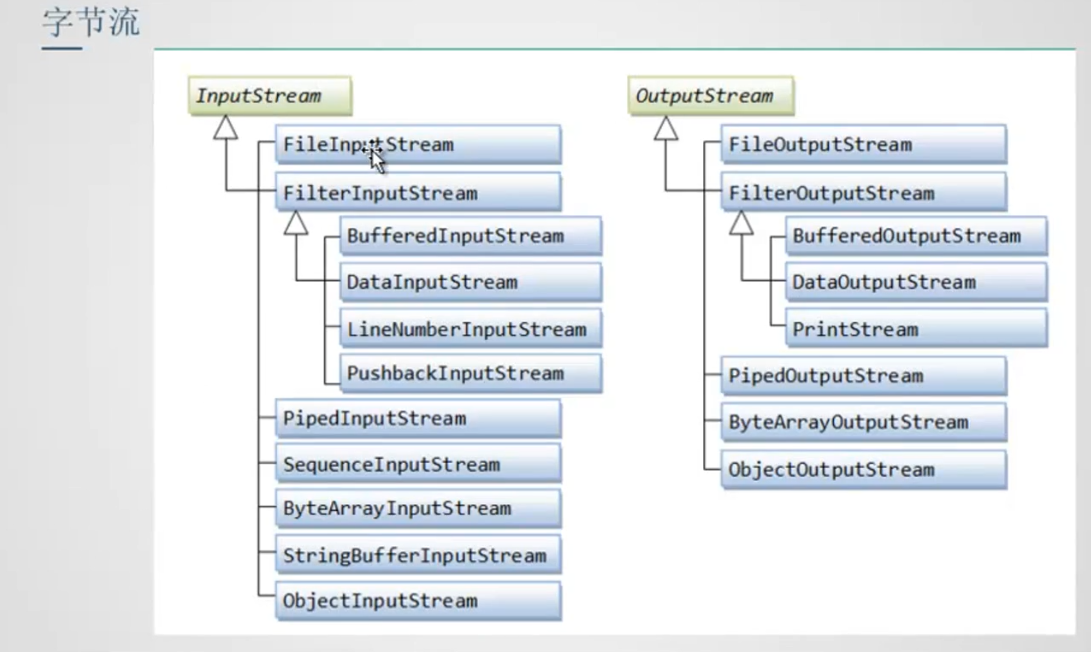 字节流
InputStream
FileInputStream
FilterInputStream
BufferedInputStream
DataInputStream
LineNumberInputStream
PushbackInputStream
PipedInputStream
SequenceInputStream
ByteArrayInputStream
StringBufferInputStream
ObjectInputStream
OutputStream
FileOutputStream
FilterOutputStream
BufferedOutputStream
DataOutputStream
PrintStream
PipedOutputStream
ByteArrayOutputStream
ObjectOutputStream